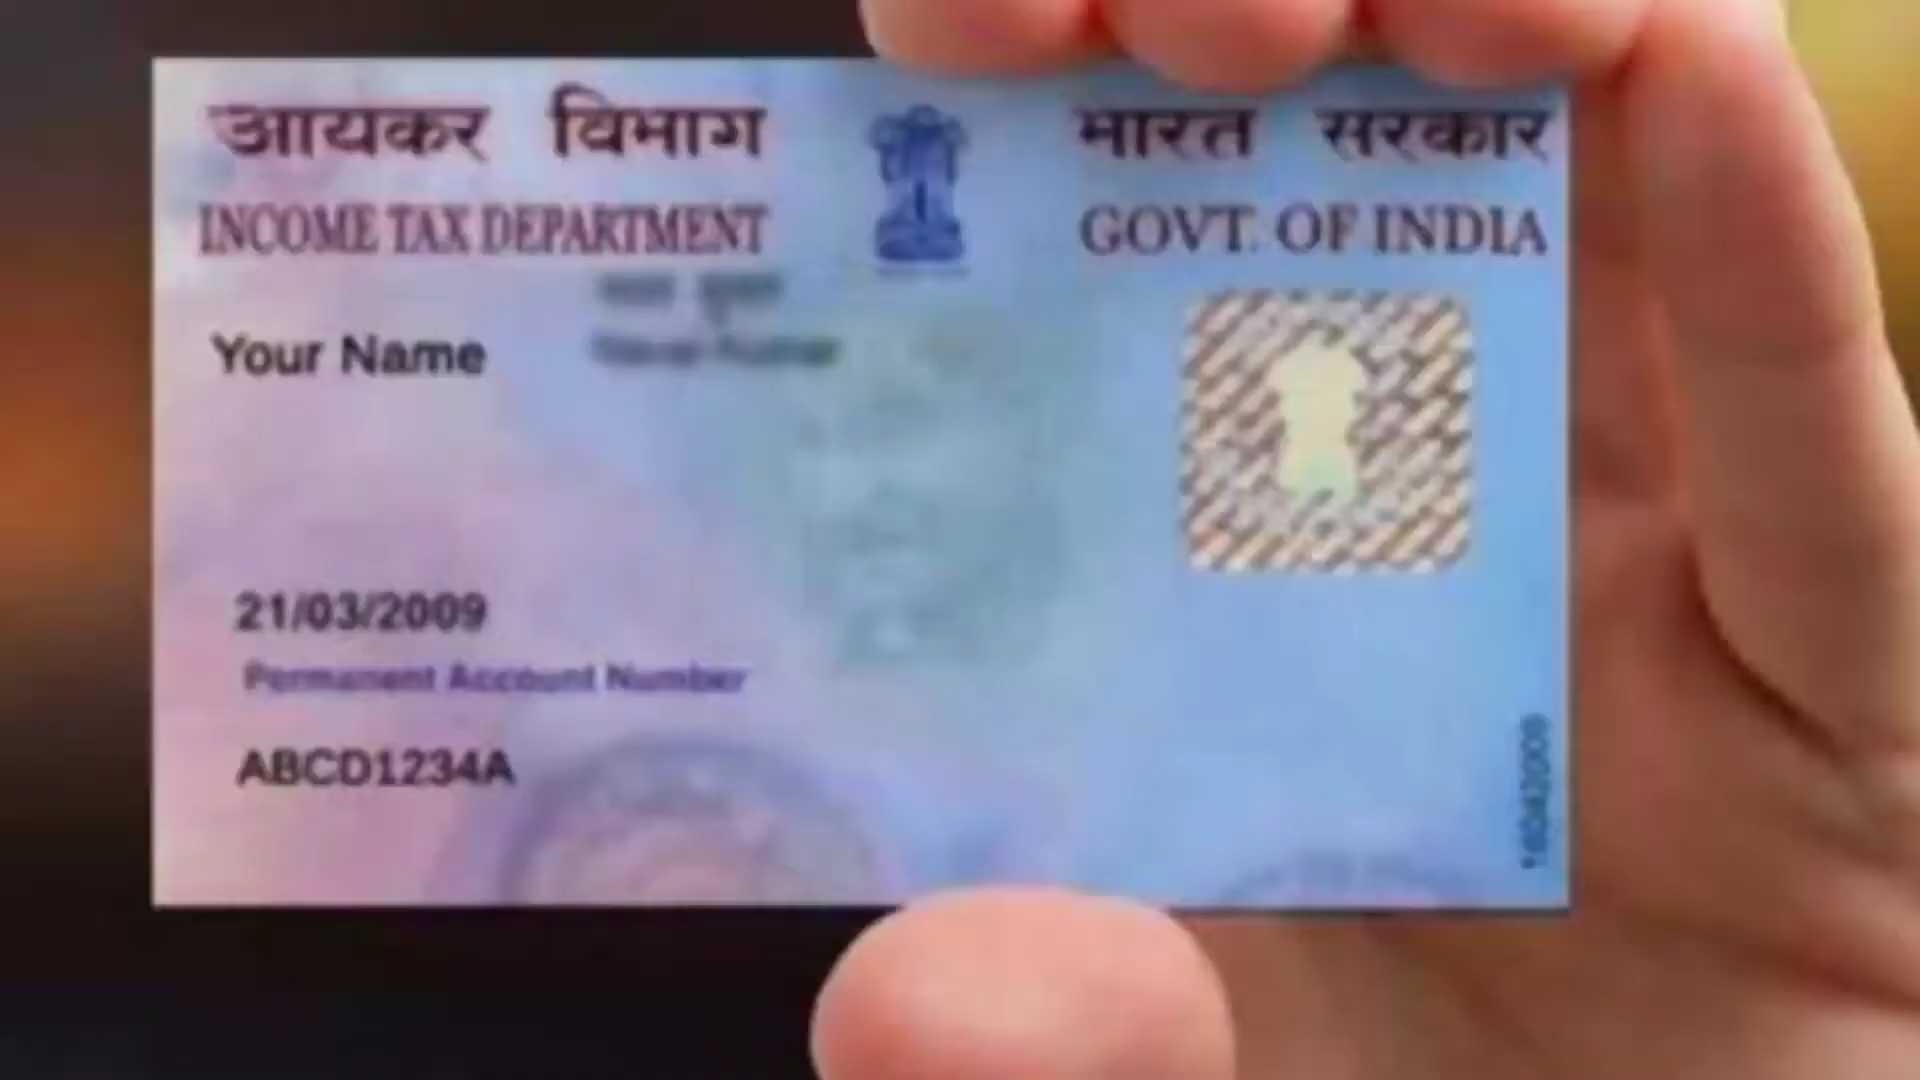 आयकर विभाग
INCOME TAX DEPARTMENT
भारत सरकार
GOVT. OF INDIA
Your Name
21/03/2009
Permanent Account Number
ABCD1234A